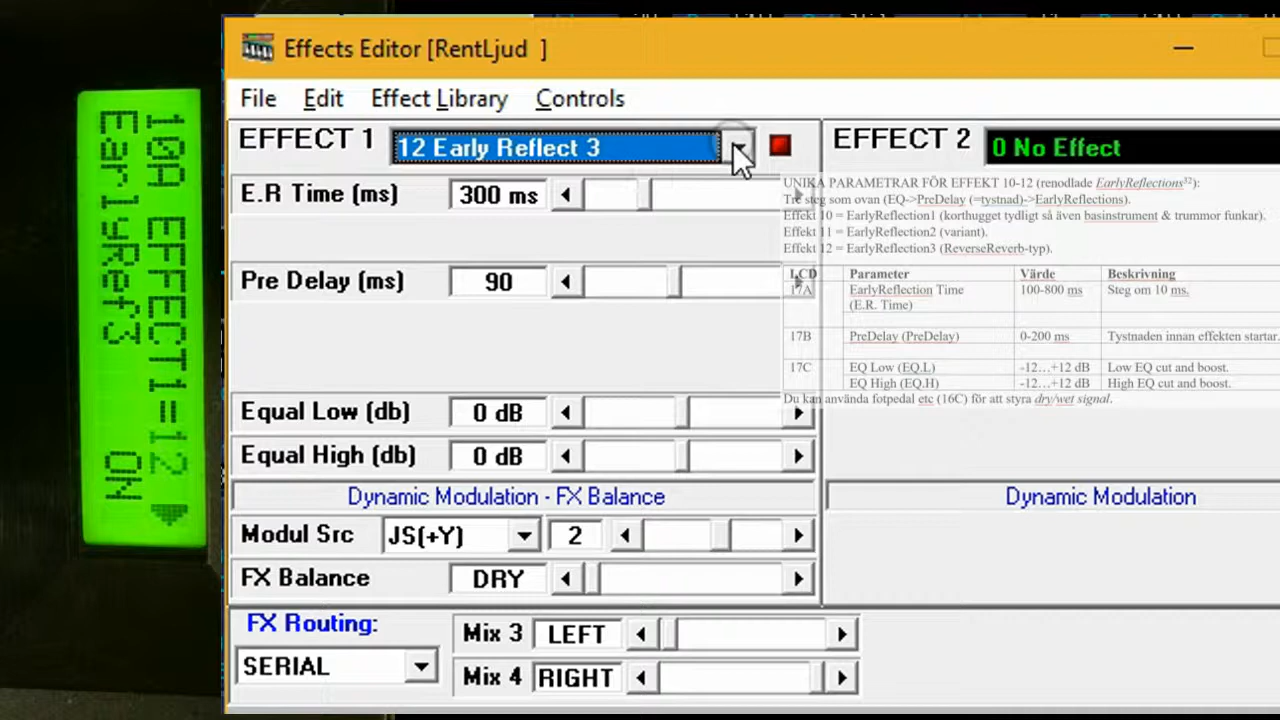 10A EFFECT1=12
EarlyRef3 ON
Effects Editor [RentLjud ]
File Edit Effect Library Controls
EFFECT 1 12 Early Reflect 3
E.R Time (ms) 300 ms
Pre Delay (ms) 90
Equal Low (db) 0 dB
Equal High (db) 0 dB
Dynamic Modulation - FX Balance
Modul Src JS(+Y) 2
FX Balance DRY
FX Routing:
SERIAL
Mix 3 LEFT
Mix 4 RIGHT
EFFECT 2 0 No Effect
UNIKA PARAMETRAR FÖR EFFEKT 10-12 (renodlade EarlyReflections32):
Tre steg som ovan (EQ->PreDelay (=tystnad)->EarlyReflections).
Effekt 10 = EarlyReflection1 (korthugget tydligt så även basinstrument & trummor funkar).
Effekt 11 = EarlyReflection2 (variant).
Effekt 12 = EarlyReflection3 (ReverseReverb-typ).
LCD Parameter Värde Beskrivning
17A EarlyReflection Time 100-800 ms Steg om 10 ms.
(E.R. Time)
17B PreDelay (PreDelay) 0-200 ms Tystnaden innan effekten startar.
17C EQ Low (EQ.L) -12…+12 dB Low EQ cut and boost.
EQ High (EQ.H) -12…+12 dB High EQ cut and boost.
Du kan använda fotpedal etc (16C) för att styra dry/wet signal.
Dynamic Modulation